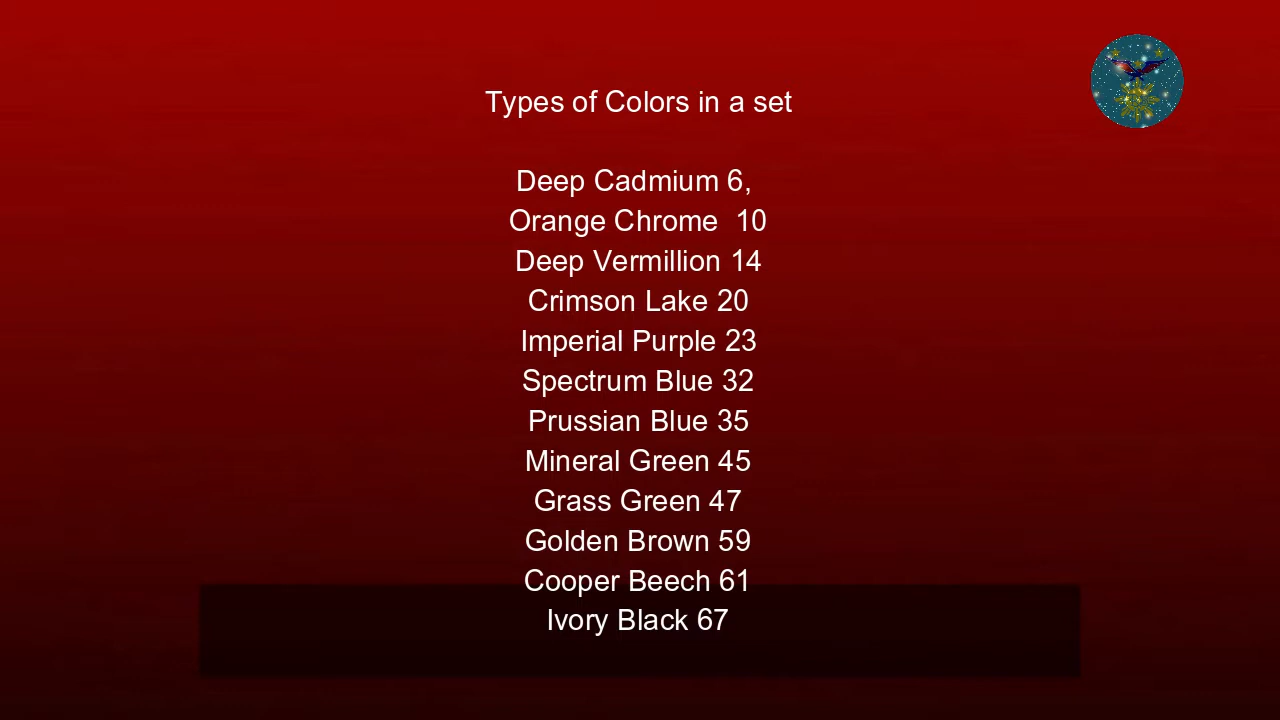 Types of Colors in a set
Deep Cadmium 6,
Orange Chrome  10
Deep Vermillion 14
Crimson Lake 20
Imperial Purple 23
Spectrum Blue 32
Prussian Blue 35
Mineral Green 45
Grass Green 47
Golden Brown 59
Cooper Beech 61
Ivory Black 67